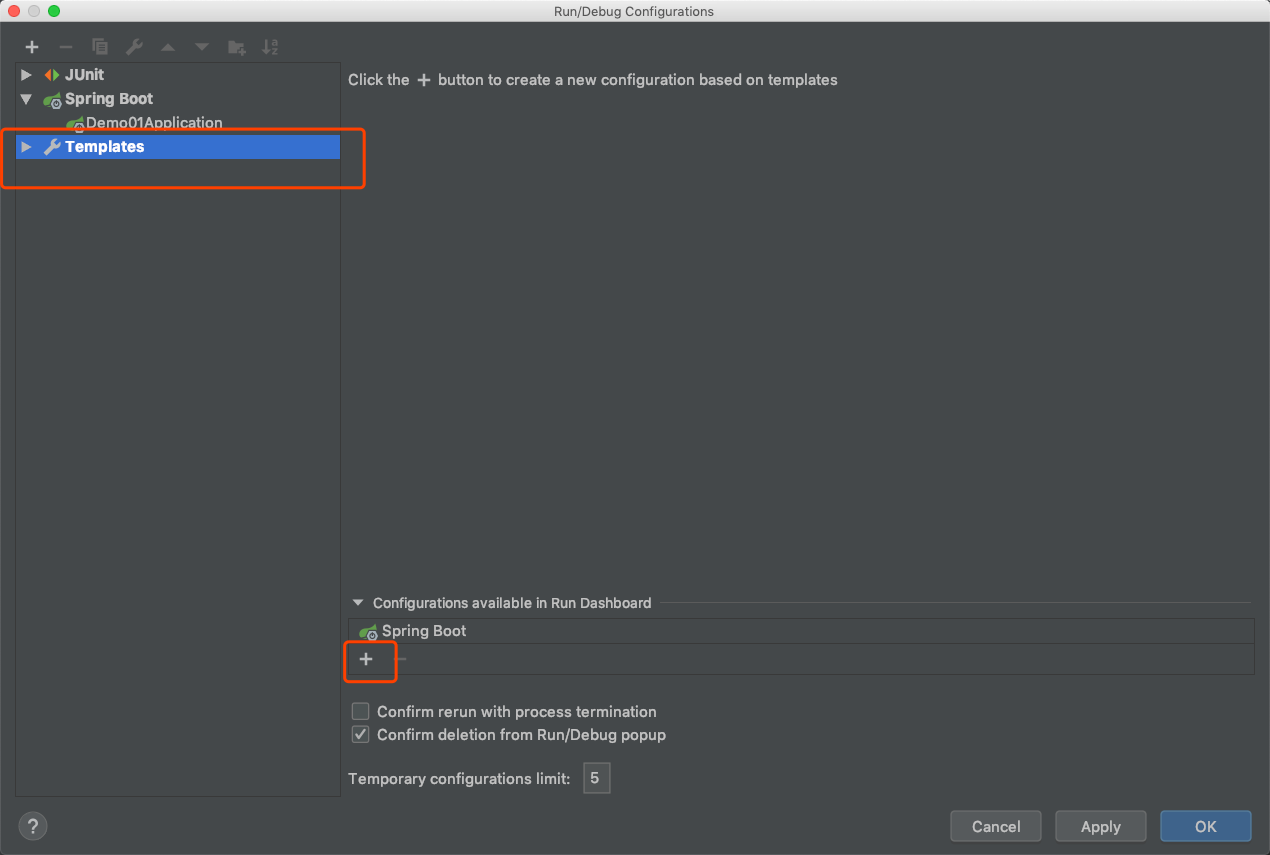 Run/Debug Configurations
JUnit
Spring Boot
Demo01Application
Templates
Click the + button to create a new configuration based on templates
Configurations available in Run Dashboard
Spring Boot
Confirm rerun with process termination
Confirm deletion from Run/Debug popup
Temporary configurations limit: 5
? Cancel Apply OK